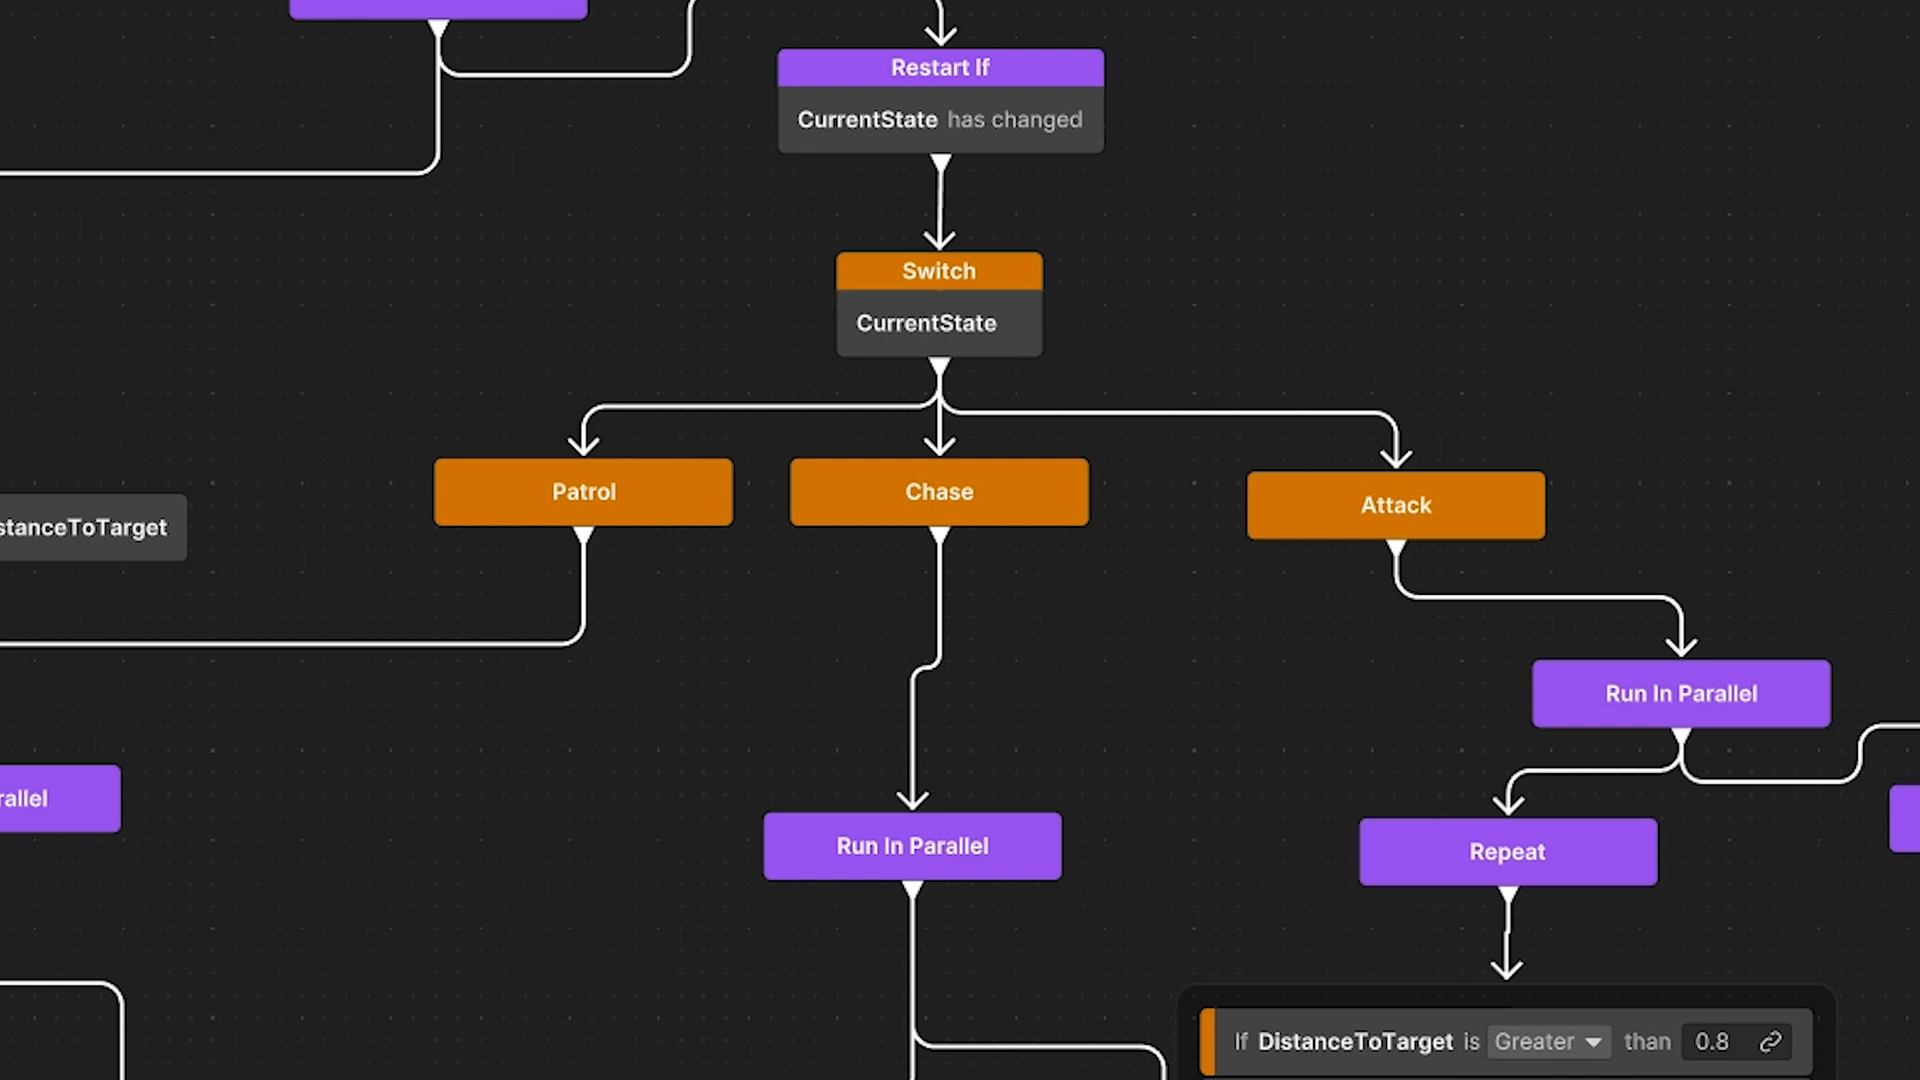 Restart If
CurrentState has changed
Switch
CurrentState
Patrol
Chase
Attack
stanceToTarget
Run In Parallel
rallel
Run In Parallel
Repeat
If DistanceToTarget is Greater than 0.8